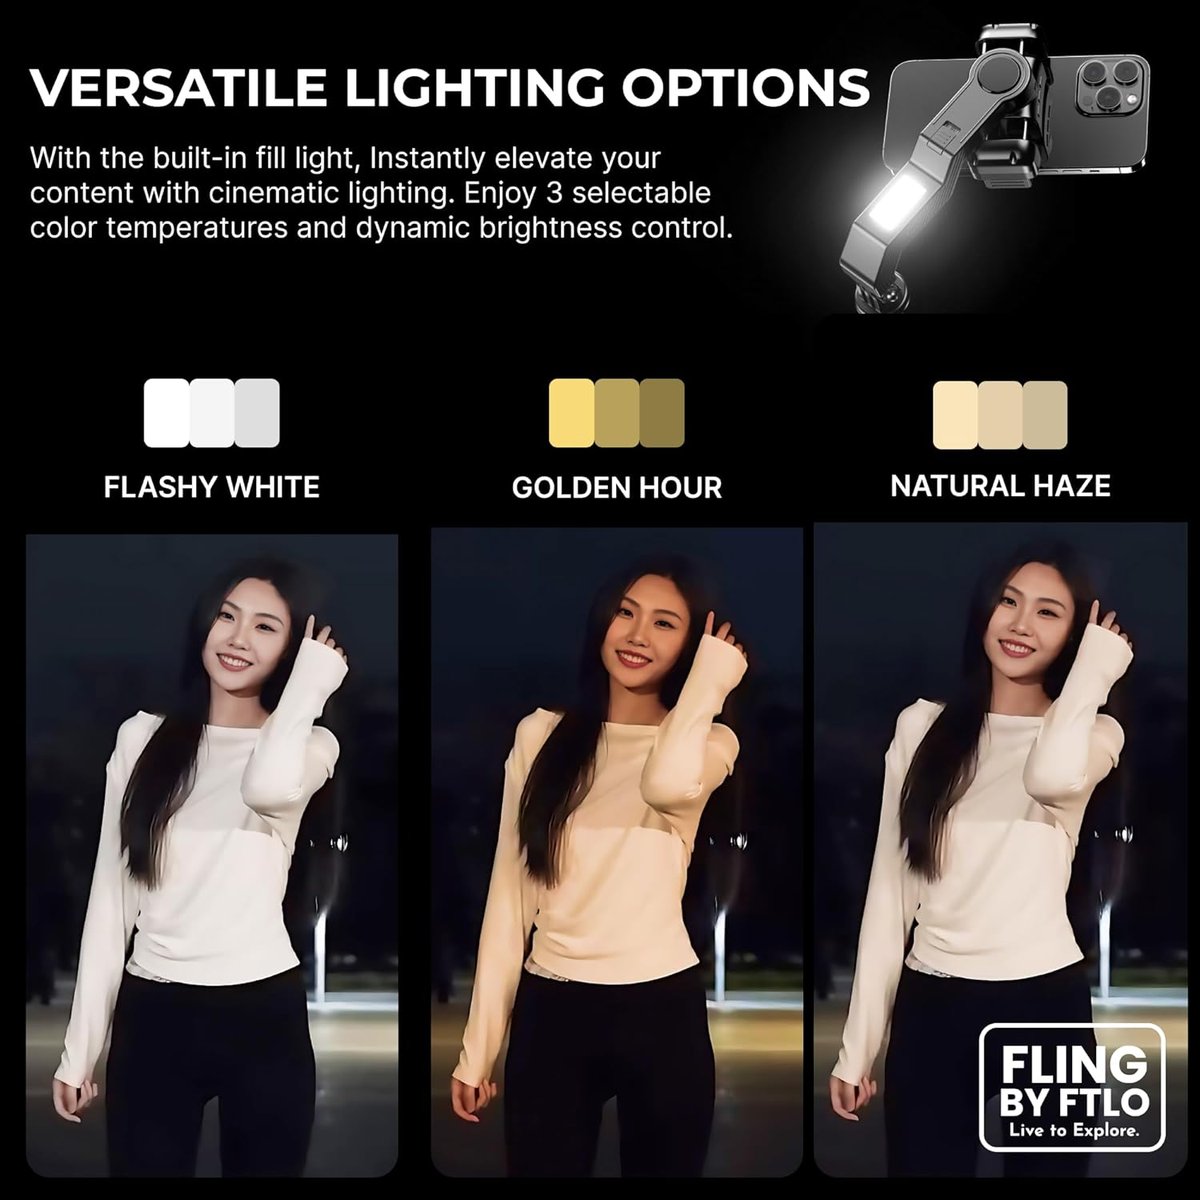 VERSATILE LIGHTING OPTIONS
With the built-in fill light, Instantly elevate your
content with cinematic lighting. Enjoy 3 selectable
color temperatures and dynamic brightness control.
FLASHY WHITE
GOLDEN HOUR
NATURAL HAZE
FLING
BY FTLO
Live to Explore.